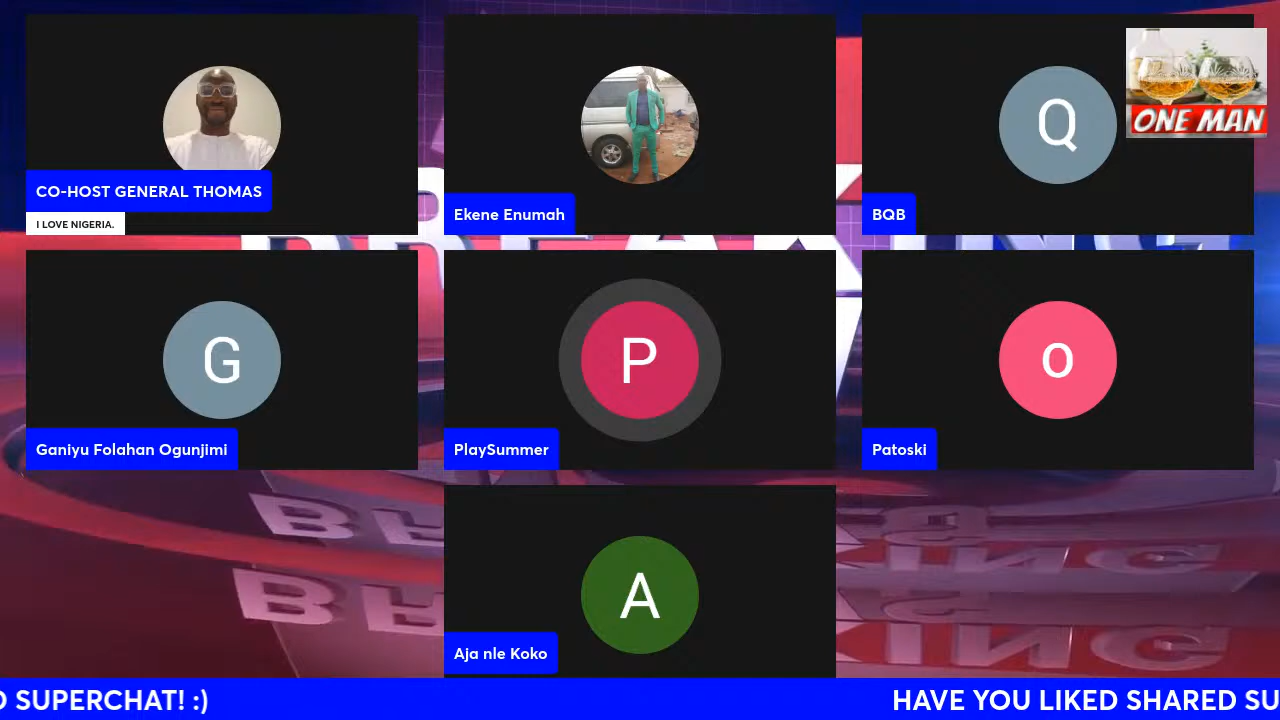 CO-HOST GENERAL THOMAS
I LOVE NIGERIA.
Ekene Enumah
Q
BQB
ONE MAN
G
Ganiyu Folahan Ogunjimi
P
PlaySummer
o
Patoski
A
Aja nle Koko
SUPERCHAT! :)
HAVE YOU LIKED SHARED SU